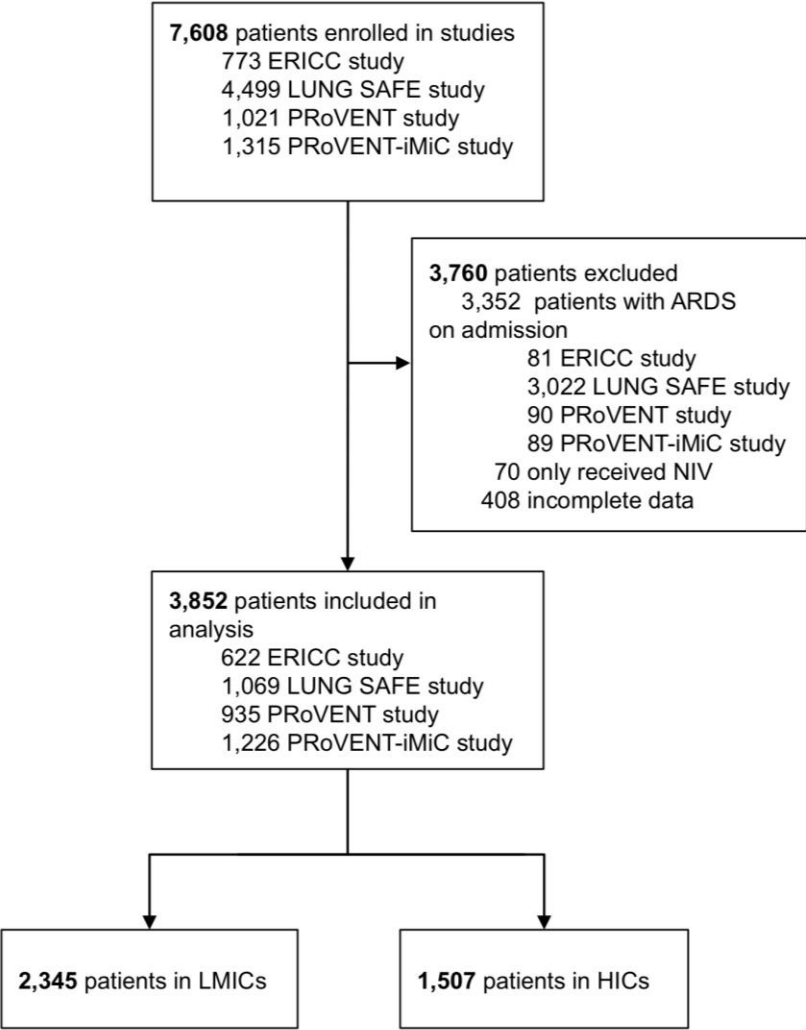 7,608 patients enrolled in studies
773 ERICC study
4,499 LUNG SAFE study
1,021 PRoVENT study
1,315 PRoVENT-iMiC study
3,760 patients excluded
3,352 patients with ARDS
on admission
81 ERICC study
3,022 LUNG SAFE study
90 PRoVENT study
89 PRoVENT-iMiC study
70 only received NIV
408 incomplete data
3,852 patients included in
analysis
622 ERICC study
1,069 LUNG SAFE study
935 PRoVENT study
1,226 PRoVENT-iMiC study
2,345 patients in LMICs
1,507 patients in HICs